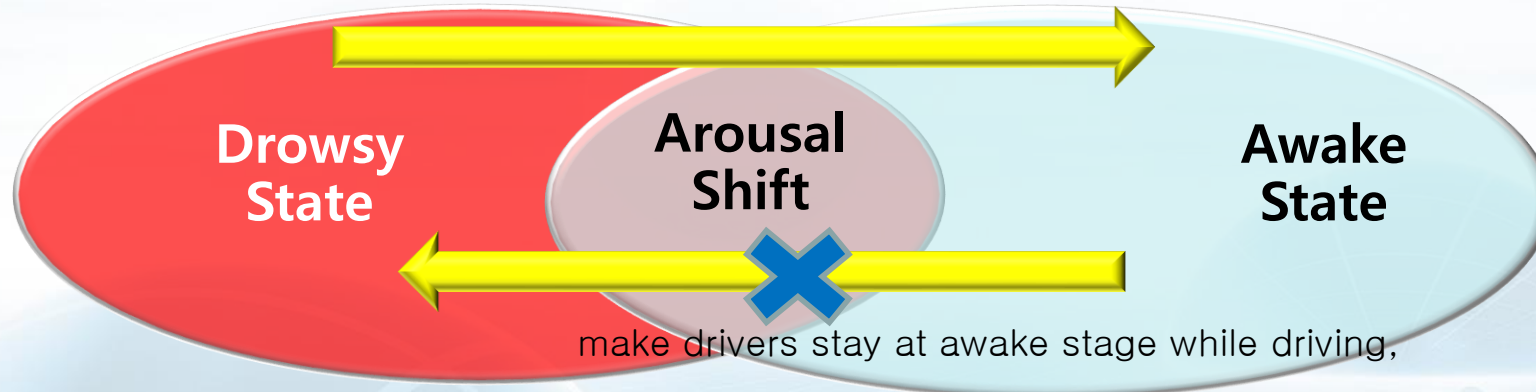 Drowsy
State
Arousal
Shift
Awake
State
make drivers stay at awake stage while driving,